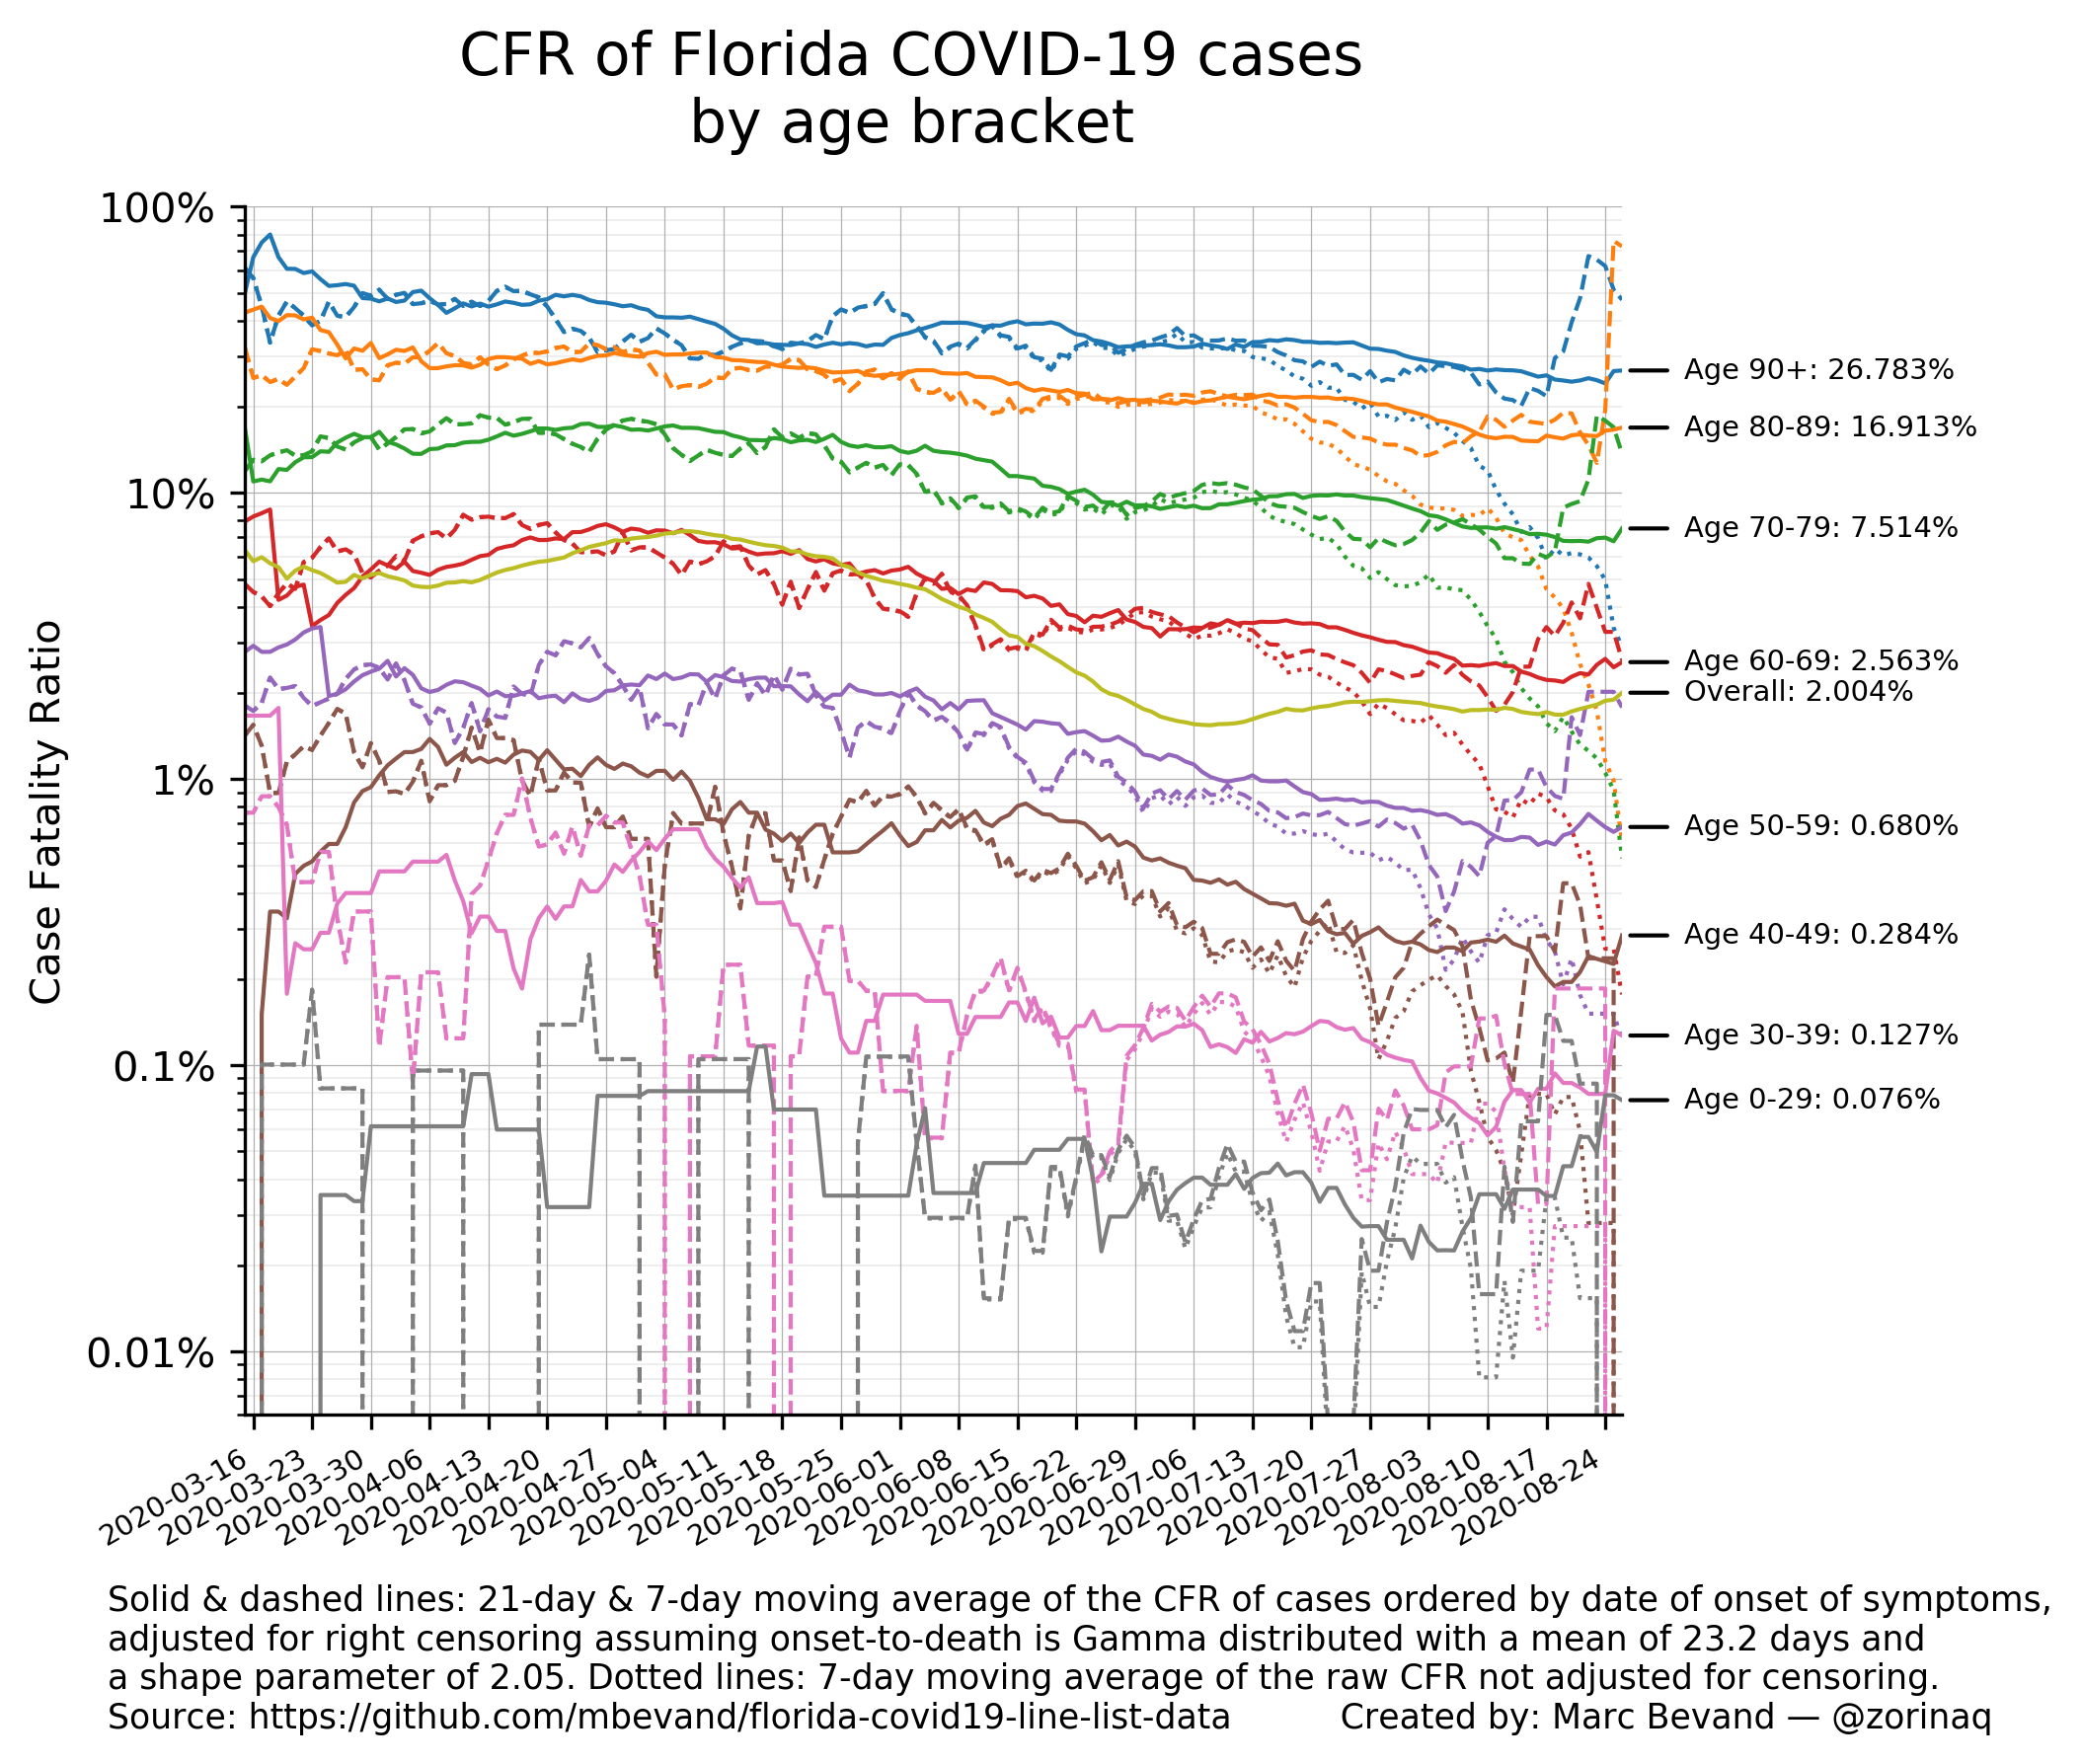 CFR of Florida COVID-19 cases
by age bracket
Case Fatality Ratio
100%
10%
1%
0.1%
0.01%
Age 90+: 26.783%
Age 80-89: 16.913%
Age 70-79: 7.514%
Age 60-69: 2.563%
Overall: 2.004%
Age 50-59: 0.680%
Age 40-49: 0.284%
Age 30-39: 0.127%
Age 0-29: 0.076%
2020-03-16
2020-03-23
2020-03-30
2020-04-06
2020-04-13
2020-04-20
2020-04-27
2020-05-04
2020-05-11
2020-05-18
2020-05-25
2020-06-01
2020-06-08
2020-06-15
2020-06-22
2020-06-29
2020-07-06
2020-07-13
2020-07-20
2020-07-27
2020-08-03
2020-08-10
2020-08-17
2020-08-24
Solid & dashed lines: 21-day & 7-day moving average of the CFR of cases ordered by date of onset of symptoms,
adjusted for right censoring assuming onset-to-death is Gamma distributed with a mean of 23.2 days and
a shape parameter of 2.05. Dotted lines: 7-day moving average of the raw CFR not adjusted for censoring.
Source: https://github.com/mbevand/florida-covid19-line-list-data Created by: Marc Bevand — @zorinaq